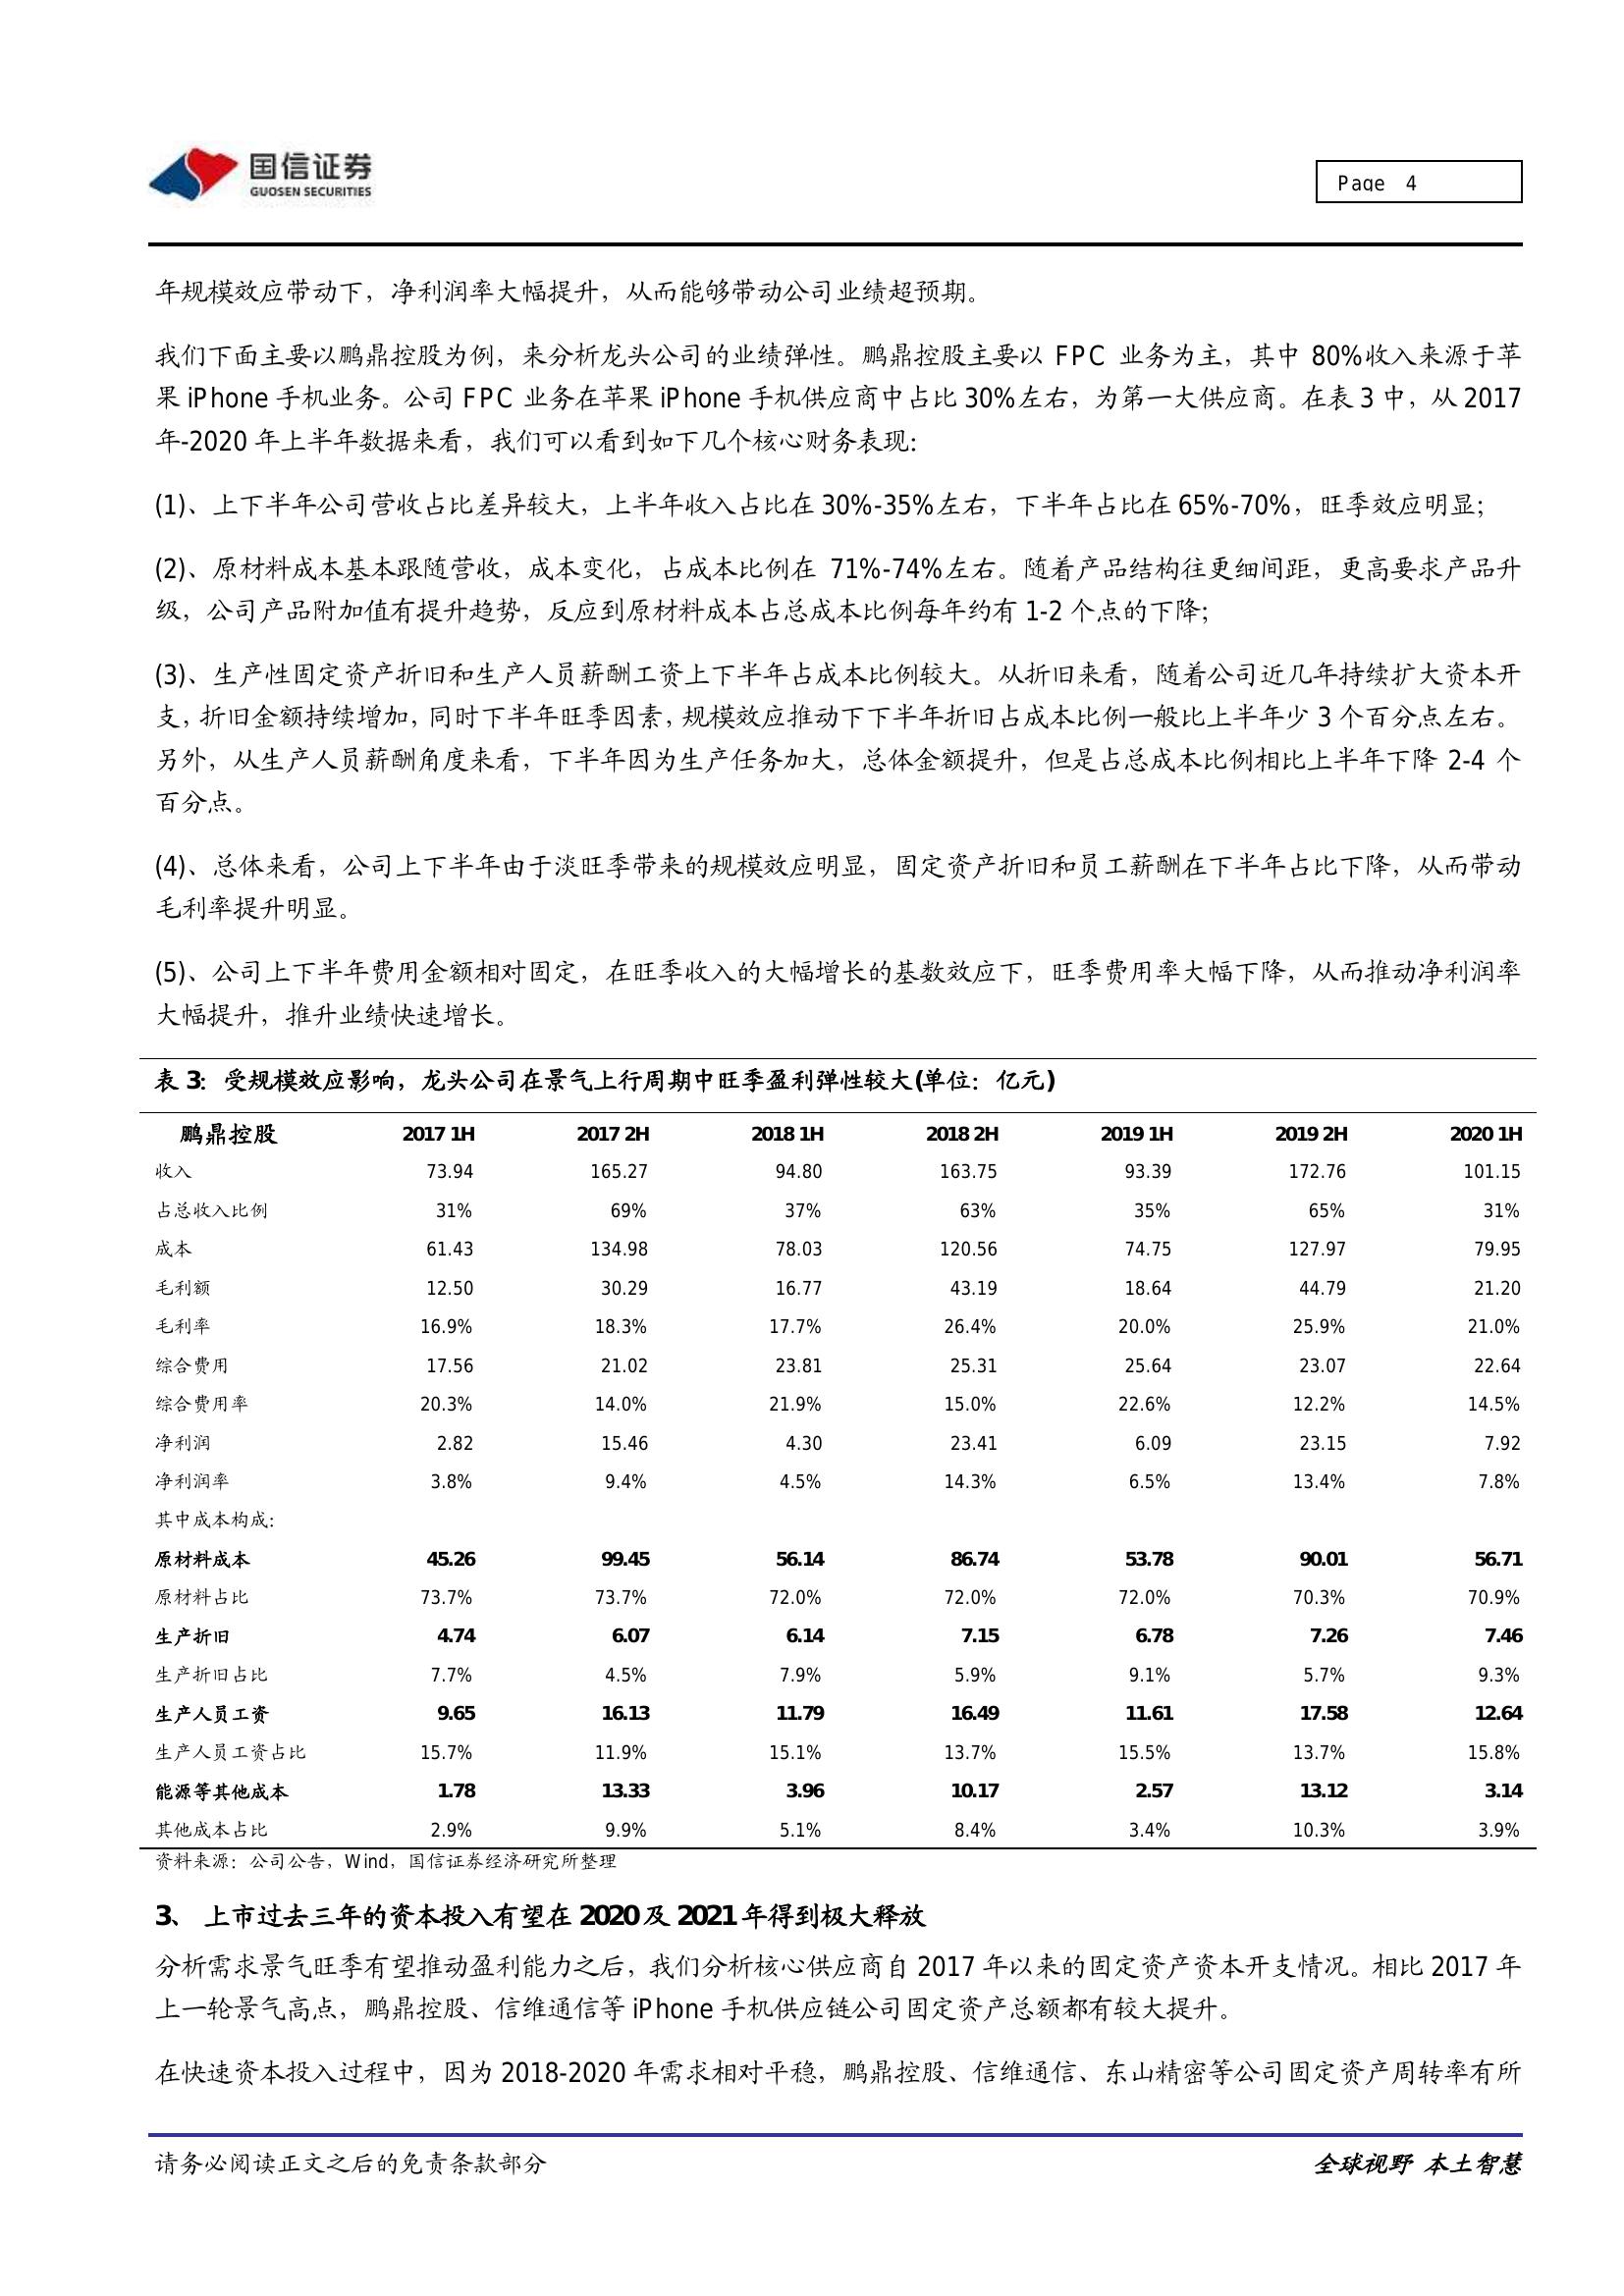 国信证券
GUOSEN SECURITIES
Page 4
年规模效应带动下，净利润率大幅提升，从而能够带动公司业绩超预期。
我们下面主要以鹏鼎控股为例，来分析龙头公司的业绩弹性。鹏鼎控股主要以 FPC 业务为主，其中 80%收入来源于苹
果 iPhone 手机业务。公司 FPC 业务在苹果 iPhone 手机供应商中占比 30%左右，为第一大供应商。在表 3 中，从 2017
年-2020 年上半年数据来看，我们可以看到如下几个核心财务表现：
(1)、上下半年公司营收占比差异较大，上半年收入占比在 30%-35%左右，下半年占比在 65%-70%，旺季效应明显；
(2)、原材料成本基本跟随营收，成本变化，占成本比例在 71%-74%左右。随着产品结构往更细间距，更高要求产品升
级，公司产品附加值有提升趋势，反应到原材料成本占总成本比例每年约有 1-2 个点的下降；
(3)、生产性固定资产折旧和生产人员薪酬工资上下半年占成本比例较大。从折旧来看，随着公司近几年持续扩大资本开
支，折旧金额持续增加，同时下半年旺季因素，规模效应推动下下半年折旧占成本比例一般比上半年少 3 个百分点左右。
另外，从生产人员薪酬角度来看，下半年因为生产任务加大，总体金额提升，但是占总成本比例相比上半年下降 2-4 个
百分点。
(4)、总体来看，公司上下半年由于淡旺季带来的规模效应明显，固定资产折旧和员工薪酬在下半年占比下降，从而带动
毛利率提升明显。
(5)、公司上下半年费用金额相对固定，在旺季收入的大幅增长的基数效应下，旺季费用率大幅下降，从而推动净利润率
大幅提升，推升业绩快速增长。
表 3：受规模效应影响，龙头公司在景气上行周期中旺季盈利弹性较大(单位：亿元)
鹏鼎控股 2017 1H 2017 2H 2018 1H 2018 2H 2019 1H 2019 2H 2020 1H
收入 73.94 165.27 94.80 163.75 93.39 172.76 101.15
占总收入比例 31% 69% 37% 63% 35% 65% 31%
成本 61.43 134.98 78.03 120.56 74.75 127.97 79.95
毛利额 12.50 30.29 16.77 43.19 18.64 44.79 21.20
毛利率 16.9% 18.3% 17.7% 26.4% 20.0% 25.9% 21.0%
综合费用 17.56 21.02 23.81 25.31 25.64 23.07 22.64
综合费用率 20.3% 14.0% 21.9% 15.0% 22.6% 12.2% 14.5%
净利润 2.82 15.46 4.30 23.41 6.09 23.15 7.92
净利润率 3.8% 9.4% 4.5% 14.3% 6.5% 13.4% 7.8%
其中成本构成：
原材料成本 45.26 99.45 56.14 86.74 53.78 90.01 56.71
原材料占比 73.7% 73.7% 72.0% 72.0% 72.0% 70.3% 70.9%
生产折旧 4.74 6.07 6.14 7.15 6.78 7.26 7.46
生产折旧占比 7.7% 4.5% 7.9% 5.9% 9.1% 5.7% 9.3%
生产人员工资 9.65 16.13 11.79 16.49 11.61 17.58 12.64
生产人员工资占比 15.7% 11.9% 15.1% 13.7% 15.5% 13.7% 15.8%
能源等其他成本 1.78 13.33 3.96 10.17 2.57 13.12 3.14
其他成本占比 2.9% 9.9% 5.1% 8.4% 3.4% 10.3% 3.9%
资料来源：公司公告，Wind，国信证券经济研究所整理
3、 上市过去三年的资本投入有望在 2020 及 2021 年得到极大释放
分析需求景气旺季有望推动盈利能力之后，我们分析核心供应商自 2017 年以来的固定资产资本开支情况。相比 2017 年
上一轮景气高点，鹏鼎控股、信维通信等 iPhone 手机供应链公司固定资产总额都有较大提升。
在快速资本投入过程中，因为 2018-2020 年需求相对平稳，鹏鼎控股、信维通信、东山精密等公司固定资产周转率有所
请务必阅读正文之后的免责条款部分
全球视野 本土智慧